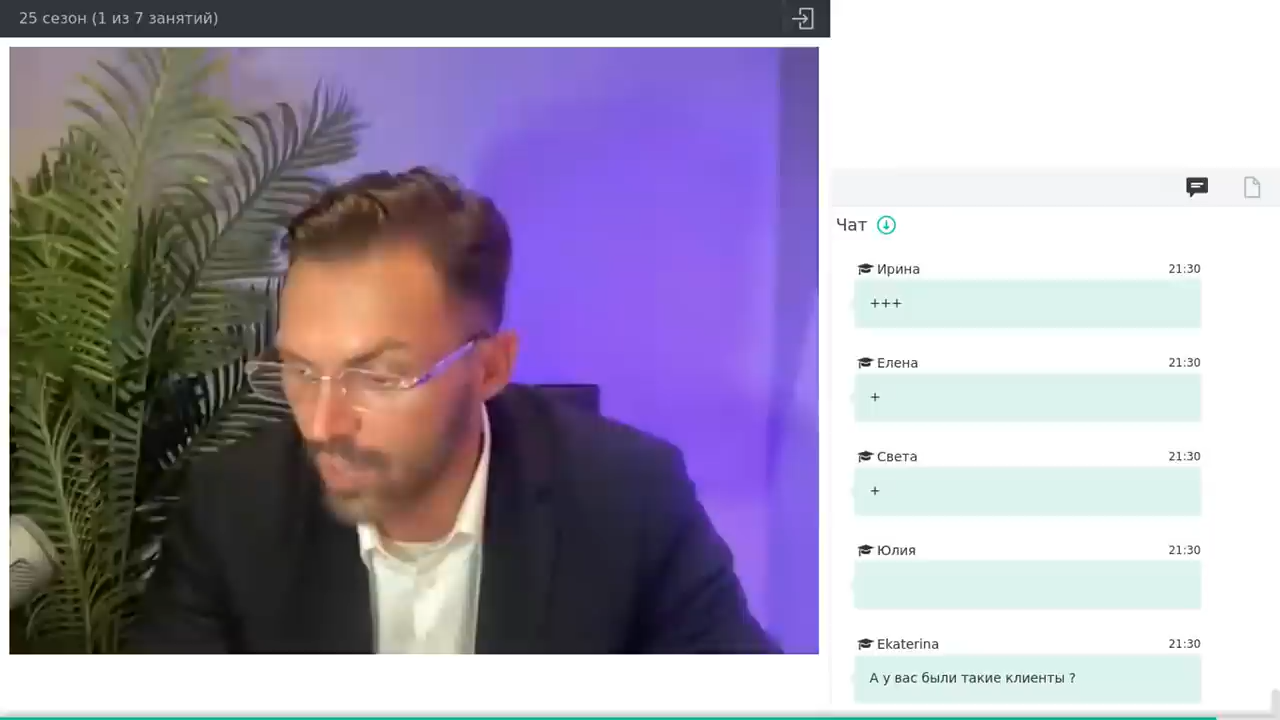 25 сезон (1 из 7 занятий)
Чат
Ирина 21:30
+++
Елена 21:30
+
Света 21:30
+
Юлия 21:30
Ekaterina 21:30
А у вас были такие клиенты ?